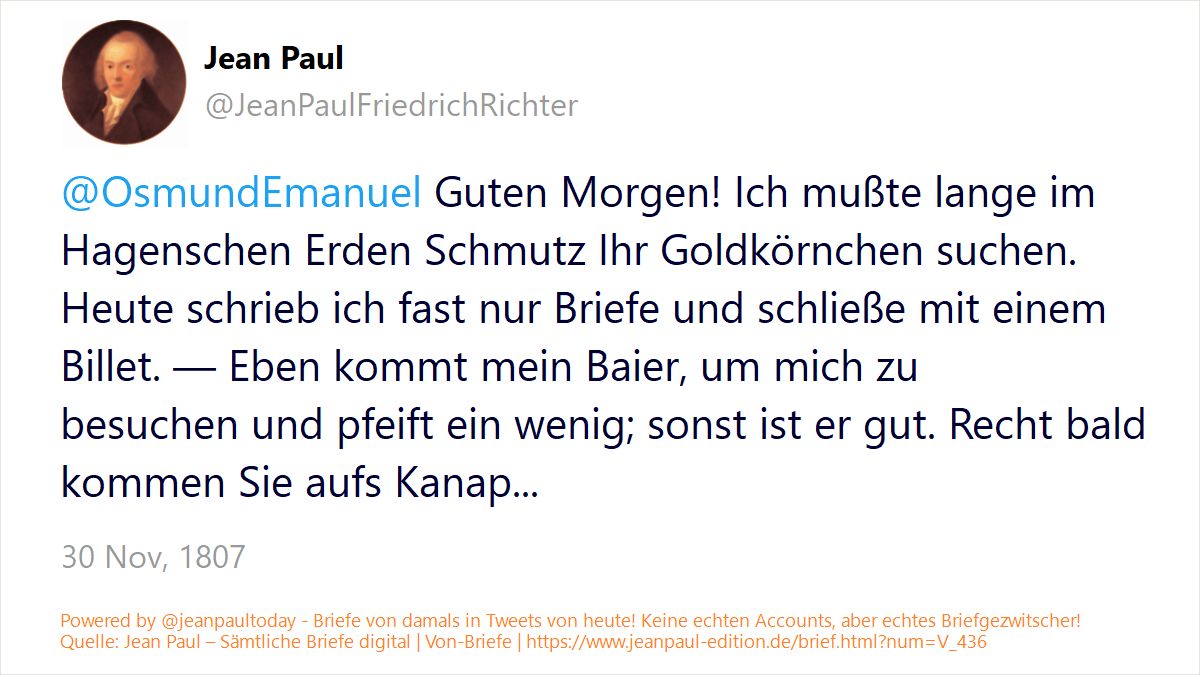 Jean Paul
@JeanPaulFriedrichRichter
@OsmundEmanuel Guten Morgen! Ich mußte lange im
Hagenschen Erden Schmutz Ihr Goldkörnchen suchen.
Heute schrieb ich fast nur Briefe und schließe mit einem
Billet. — Eben kommt mein Baier, um mich zu
besuchen und pfeift ein wenig; sonst ist er gut. Recht bald
kommen Sie aufs Kanap...
30 Nov, 1807
Powered by @jeanpaultoday - Briefe von damals in Tweets von heute! Keine echten Accounts, aber echtes Briefgezwitscher!
Quelle: Jean Paul – Sämtliche Briefe digital | Von-Briefe | https://www.jeanpaul-edition.de/brief.html?num=V_436